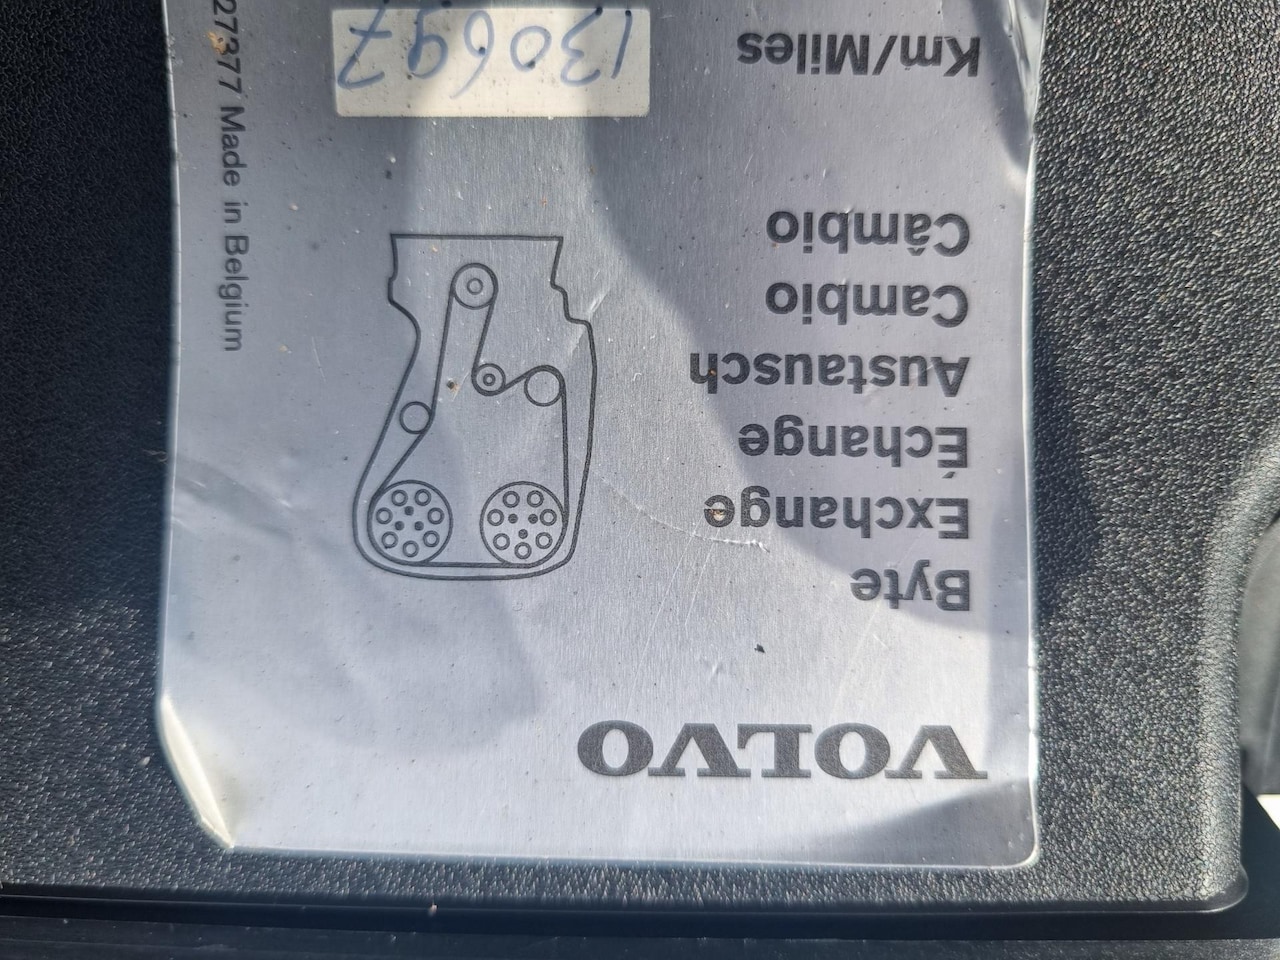 VOLVO
Byte
Exchange
Échange
Austausch
Cambio
Câmbio
Km/Miles
130697
27377 Made in Belgium